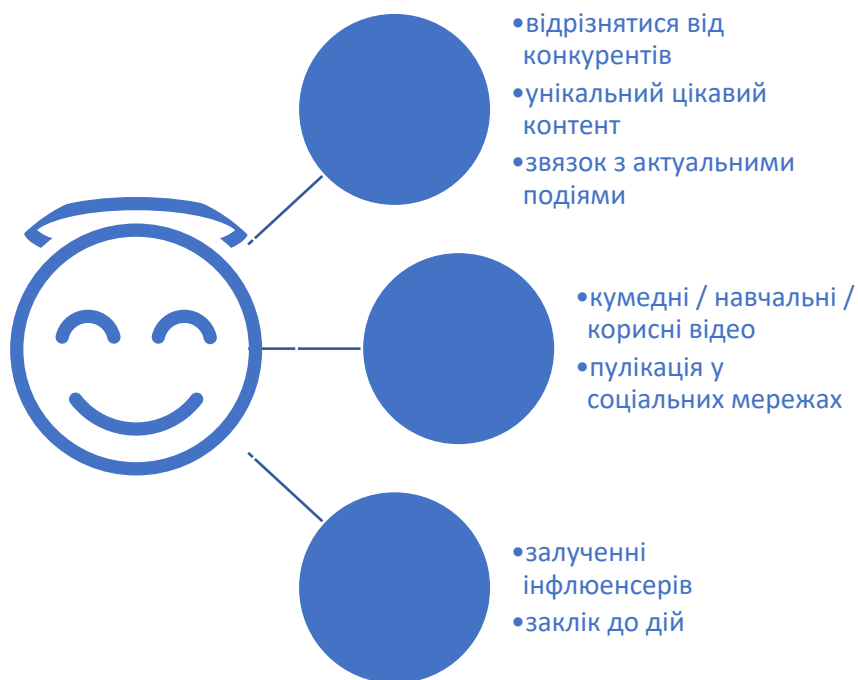 •відрізнятися від
конкурентів
•унікальний цікавий
контент
•звязок з актуальними
подіями
•кумедні / навчальні /
корисні відео
•пулікація у
соціальних мережах
•залученні
інфлюенсерів
•заклік до дій